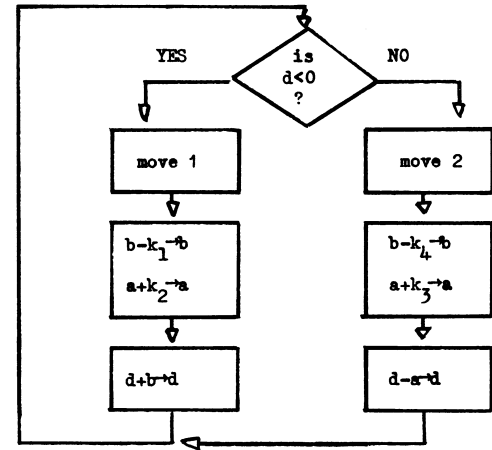 YES
is
d<0
?
NO
move 1
move 2
b-k₁→b
a+k₂→a
b-k₄→b
a+k₃→a
d+b→d
d-a→d